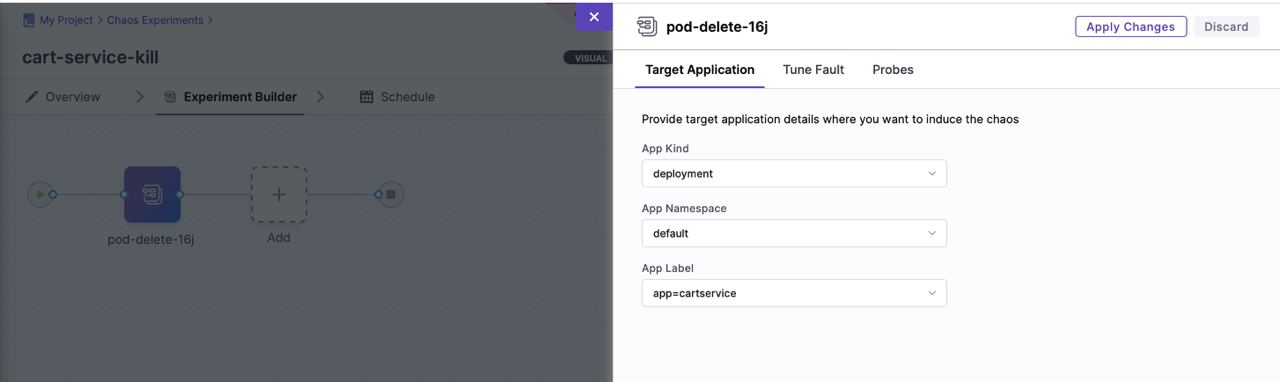 My Project > Chaos Experiments >
cart-service-kill
VISUAL
Overview
Experiment Builder
Schedule
pod-delete-16j
Add
pod-delete-16j
Apply Changes
Discard
Target Application
Tune Fault
Probes
Provide target application details where you want to induce the chaos
App Kind
deployment
App Namespace
default
App Label
app=cartservice